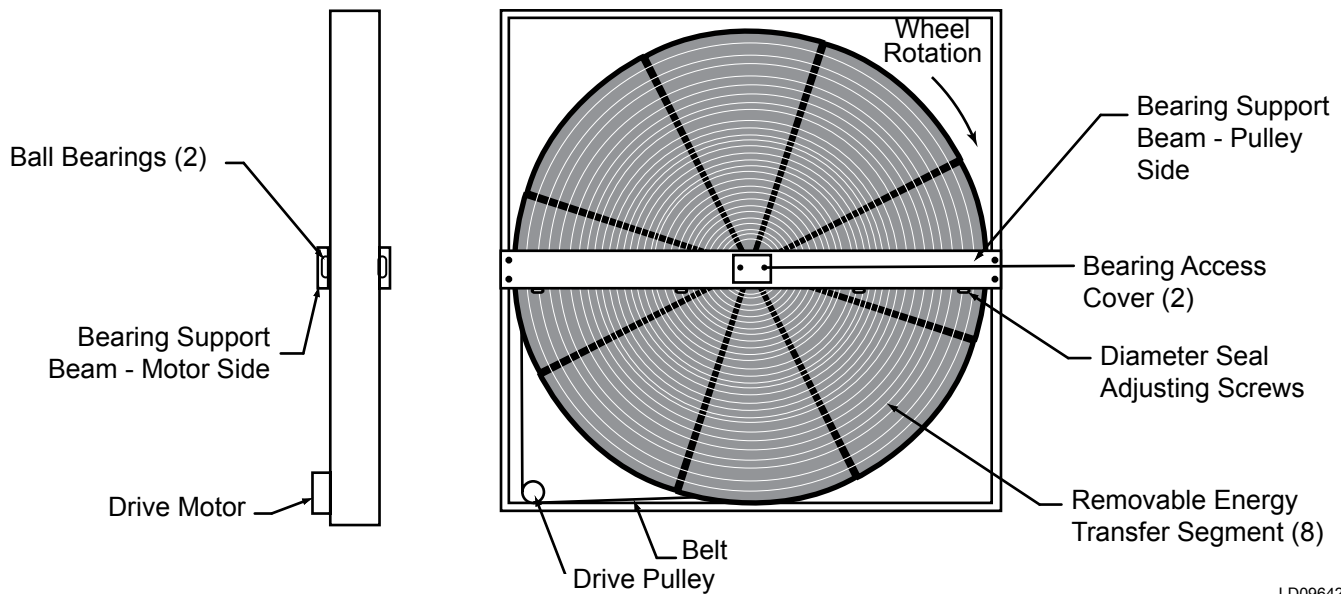 Wheel
Rotation
Ball Bearings (2)
Bearing Support
Beam - Motor Side
Drive Motor
Bearing Support
Beam - Pulley
Side
Bearing Access
Cover (2)
Diameter Seal
Adjusting Screws
Removable Energy
Transfer Segment (8)
Belt
Drive Pulley
LD09642